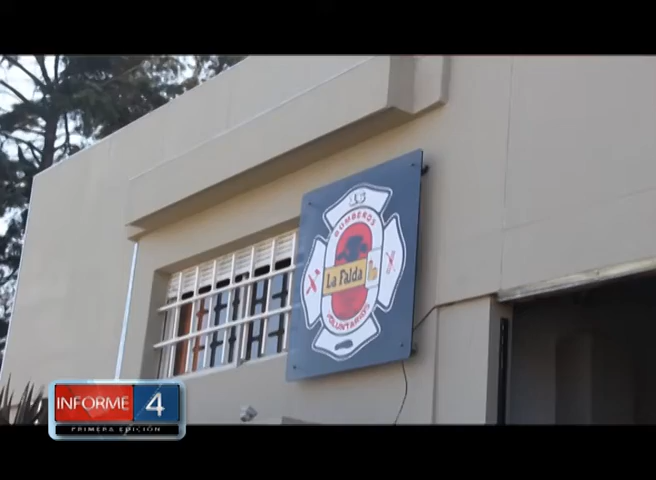 BOMBEROS
La Falda
VOLUNTARIOS
INFORME 4
PRIMERA EDICIÓN